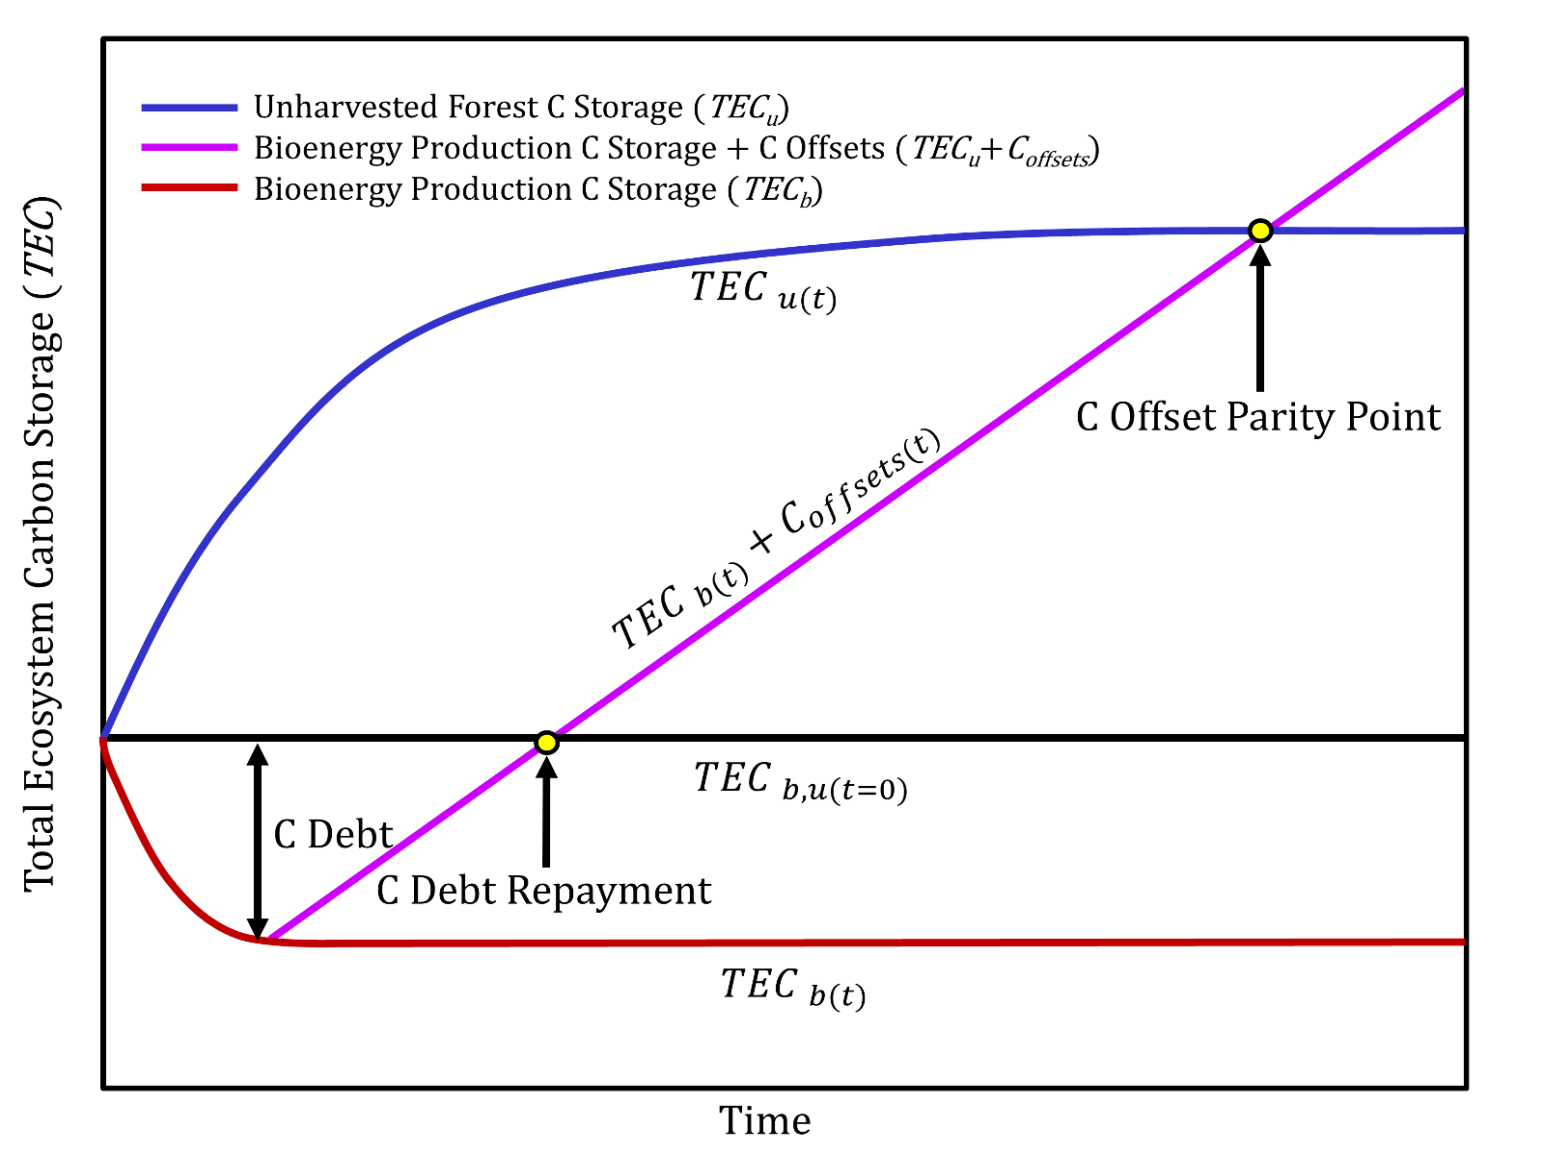 Unharvested Forest C Storage (TECu)
Bioenergy Production C Storage + C Offsets (TECu+Coffsets)
Bioenergy Production C Storage (TECb)
Total Ecosystem Carbon Storage (TEC)
TEC u(t)
C Offset Parity Point
TEC b(t) + Coffsets(t)
TEC b,u(t=0)
C Debt
C Debt Repayment
TEC b(t)
Time